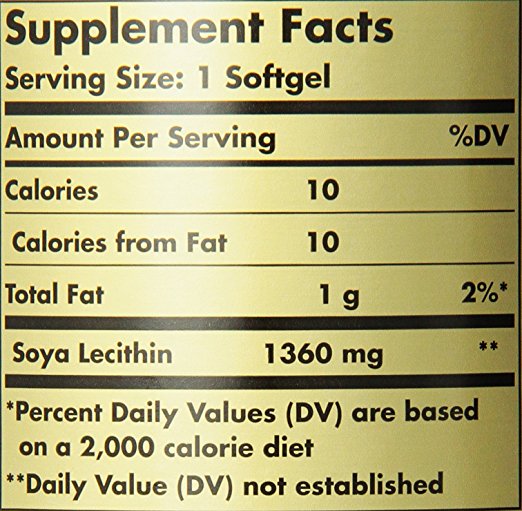 Supplement Facts
Serving Size: 1 Softgel
Amount Per Serving %DV
Calories 10
Calories from Fat 10
Total Fat 1 g 2%*
Soya Lecithin 1360 mg **
*Percent Daily Values (DV) are based
on a 2,000 calorie diet
**Daily Value (DV) not established